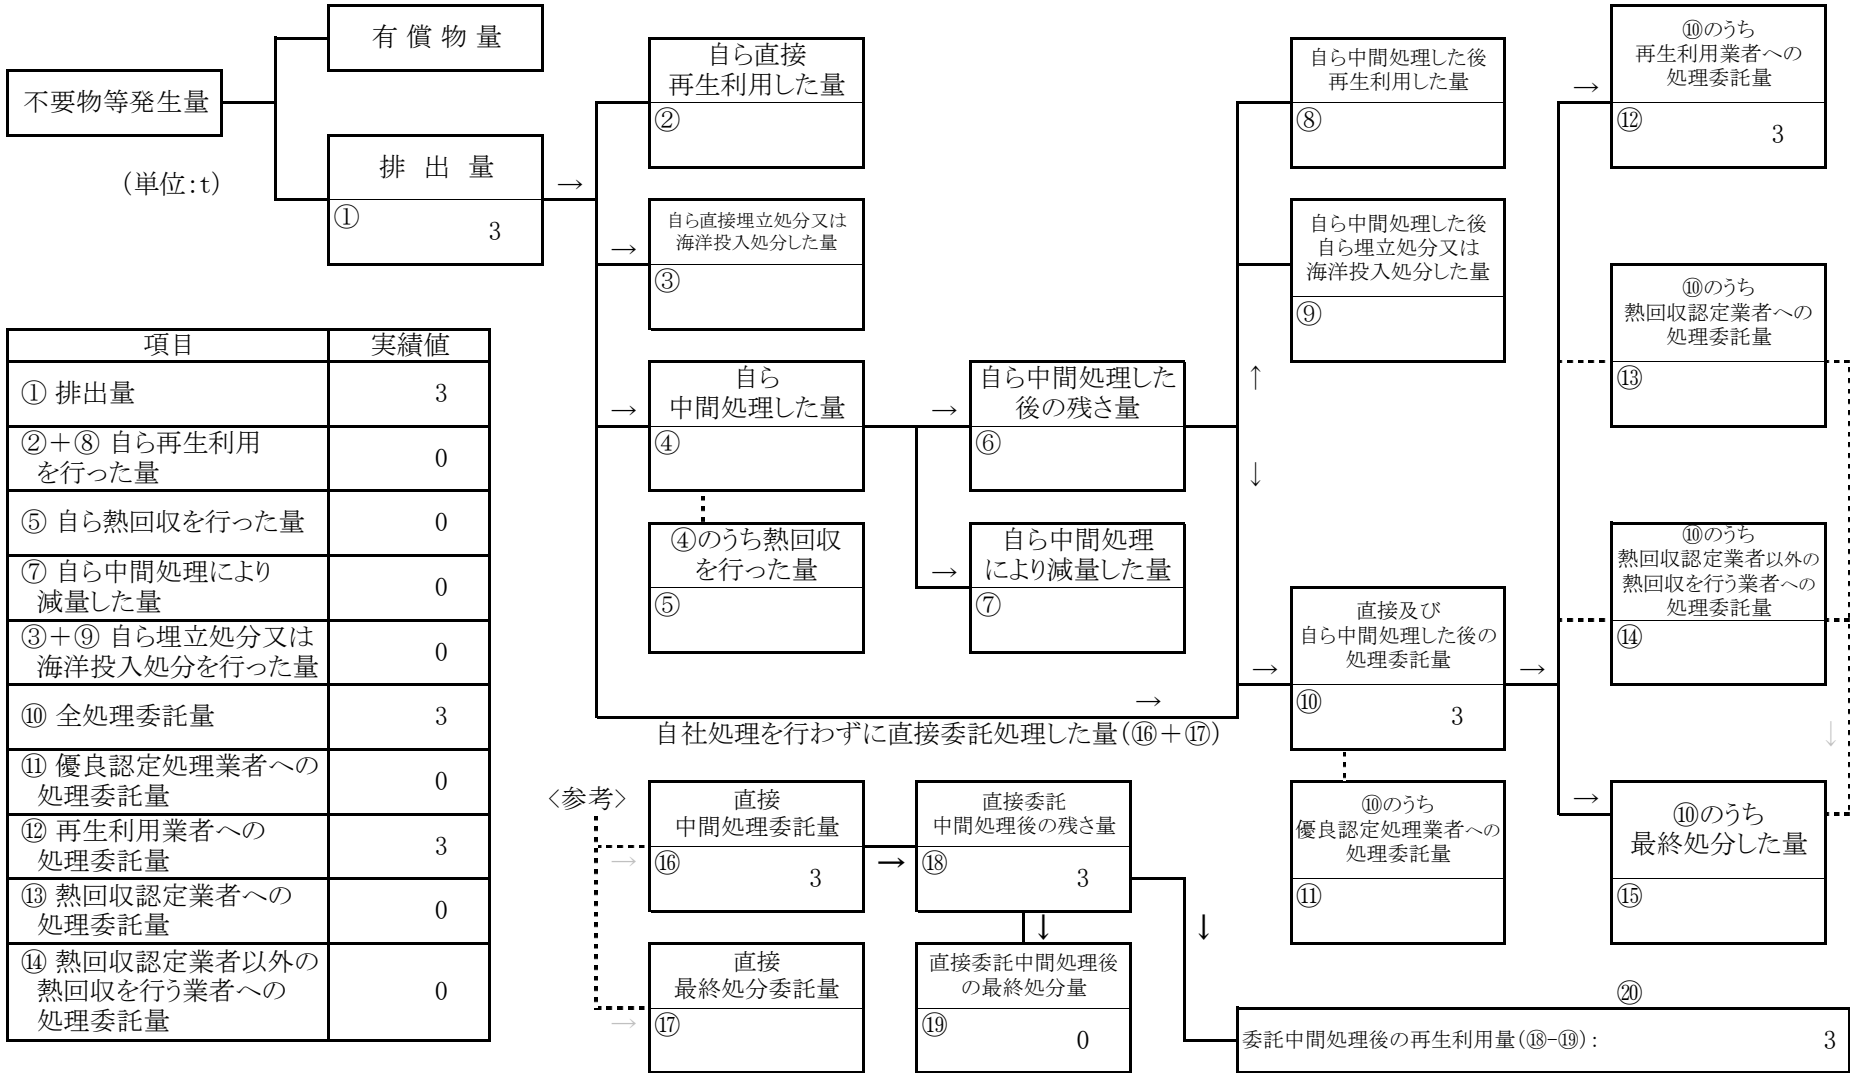 有 償 物 量
不要物等発生量
(単位:t)
排 出 量
①
3
→
自ら直接
再生利用した量
②
→
自ら直接埋立処分又は
海洋投入処分した量
③
→
自ら
中間処理した量
④
④のうち熱回収
を行った量
⑤
→
自ら中間処理した
後の残さ量
⑥
→
自ら中間処理
により減量した量
⑦
自ら中間処理した後
再生利用した量
⑧
自ら中間処理した後
自ら埋立処分又は
海洋投入処分した量
⑨
↑
↓
→
自社処理を行わずに直接委託処理した量(⑯+⑰)
→
直接及び
自ら中間処理した後の
処理委託量
⑩
3
⑩のうち
優良認定処理業者への
処理委託量
⑪
→
→
⑩のうち
再生利用業者への
処理委託量
⑫
3
⑩のうち
熱回収認定業者への
処理委託量
⑬
⑩のうち
熱回収認定業者以外の
熱回収を行う業者への
処理委託量
⑭
↓
→
⑩のうち
最終処分した量
⑮
項目 実績値
① 排出量 3
②+⑧ 自ら再生利用
を行った量 0
⑤ 自ら熱回収を行った量 0
⑦ 自ら中間処理により
減量した量 0
③+⑨ 自ら埋立処分又は
海洋投入処分を行った量 0
⑩ 全処理委託量 3
⑪ 優良認定処理業者への
処理委託量 0
⑫ 再生利用業者への
処理委託量 3
⑬ 熱回収認定業者への
処理委託量 0
⑭ 熱回収認定業者以外の
熱回収を行う業者への
処理委託量 0
<参考>
→
直接
中間処理委託量
⑯
3
→
直接委託
中間処理後の残さ量
⑱
3
↓
↓
→
直接
最終処分委託量
⑰
直接委託中間処理後
の最終処分量
⑲
0
⑳
委託中間処理後の再生利用量(⑱-⑲): 3